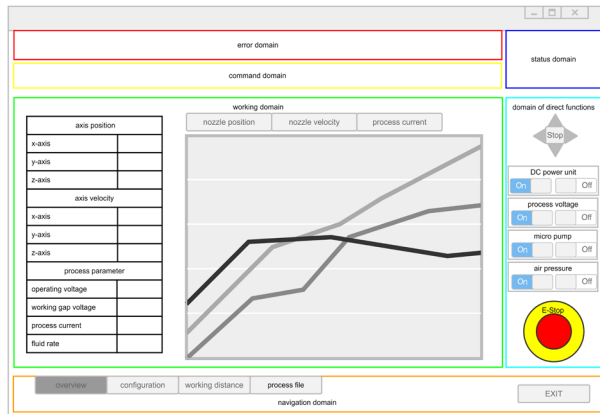 error domain
status domain
command domain
working domain
domain of direct functions
nozzle position
nozzle velocity
process current
axis position
x-axis
y-axis
z-axis
axis velocity
x-axis
y-axis
z-axis
process parameter
operating voltage
working gap voltage
process current
fluid rate
Stop
DC power unit
On
Off
process voltage
On
Off
micro pump
On
Off
air pressure
On
Off
E-Stop
overview
configuration
working distance
process file
navigation domain
EXIT